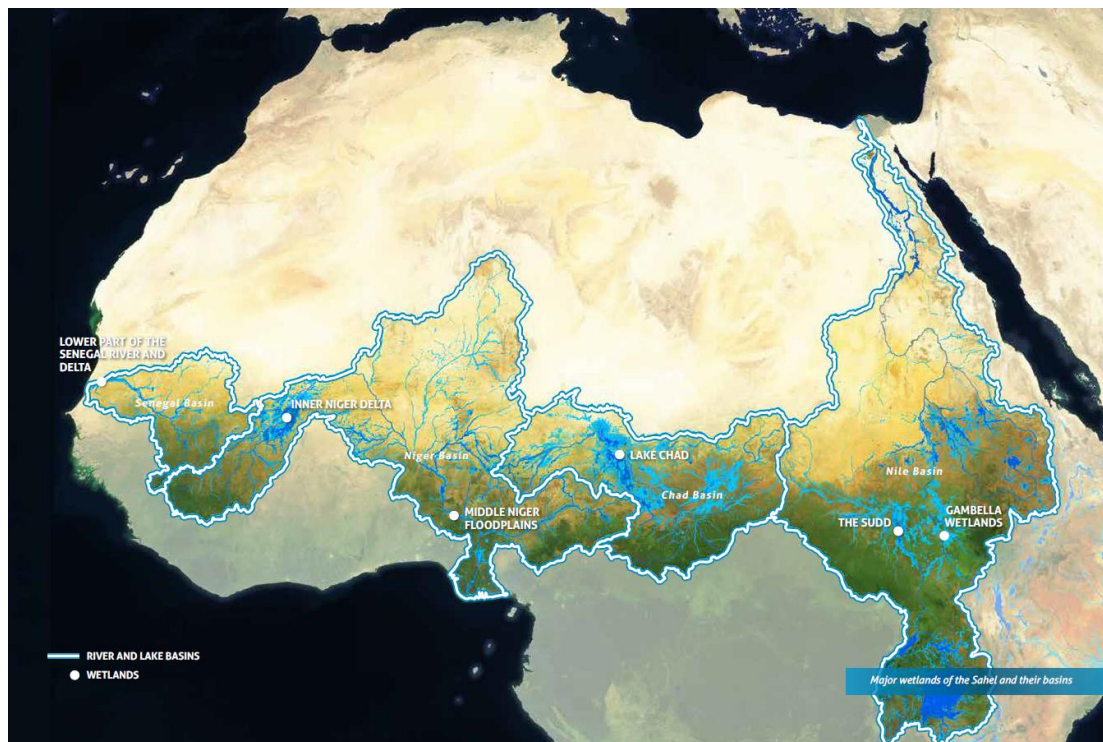 LOWER PART OF THE
SENEGAL RIVER AND
DELTA
Senegal Basin
INNER NIGER DELTA
Niger Basin
LAKE CHAD
Chad Basin
MIDDLE NIGER
FLOODPLAINS
Nile Basin
THE SUDD
GAMBELLA
WETLANDS
RIVER AND LAKE BASINS
WETLANDS
Major wetlands of the Sahel and their basins